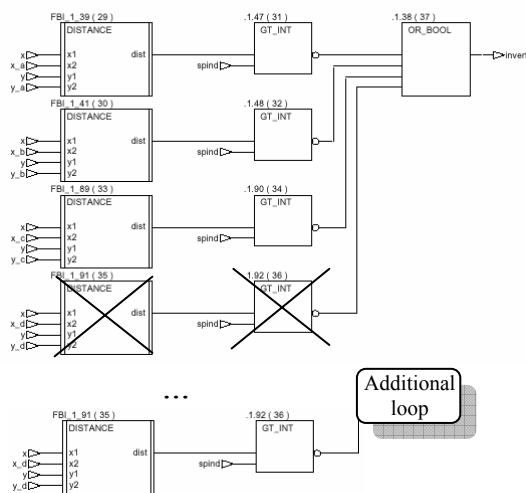 FBI_1_39 ( 29 ) .1.47 ( 31 ) .1.38 ( 37 )
DISTANCE GT_INT OR_BOOL
x x1 dist invert
x_a x2 spind
y y1
y_a y2
FBI_1_41 ( 30 ) .1.48 ( 32 )
DISTANCE GT_INT
x x1 dist
x_b x2 spind
y y1
y_b y2
FBI_1_89 ( 33 ) .1.90 ( 34 )
DISTANCE GT_INT
x x1 dist
x_c x2 spind
y y1
y_c y2
FBI_1_91 ( 35 ) .1.92 ( 36 )
DISTANCE GT_INT
x x1 dist
x_d x2 spind
y y1
y_d y2
...
Additional
loop
FBI_1_91 ( 35 ) .1.92 ( 36 )
DISTANCE GT_INT
x x1 dist
x_d x2 spind
y y1
y_d y2